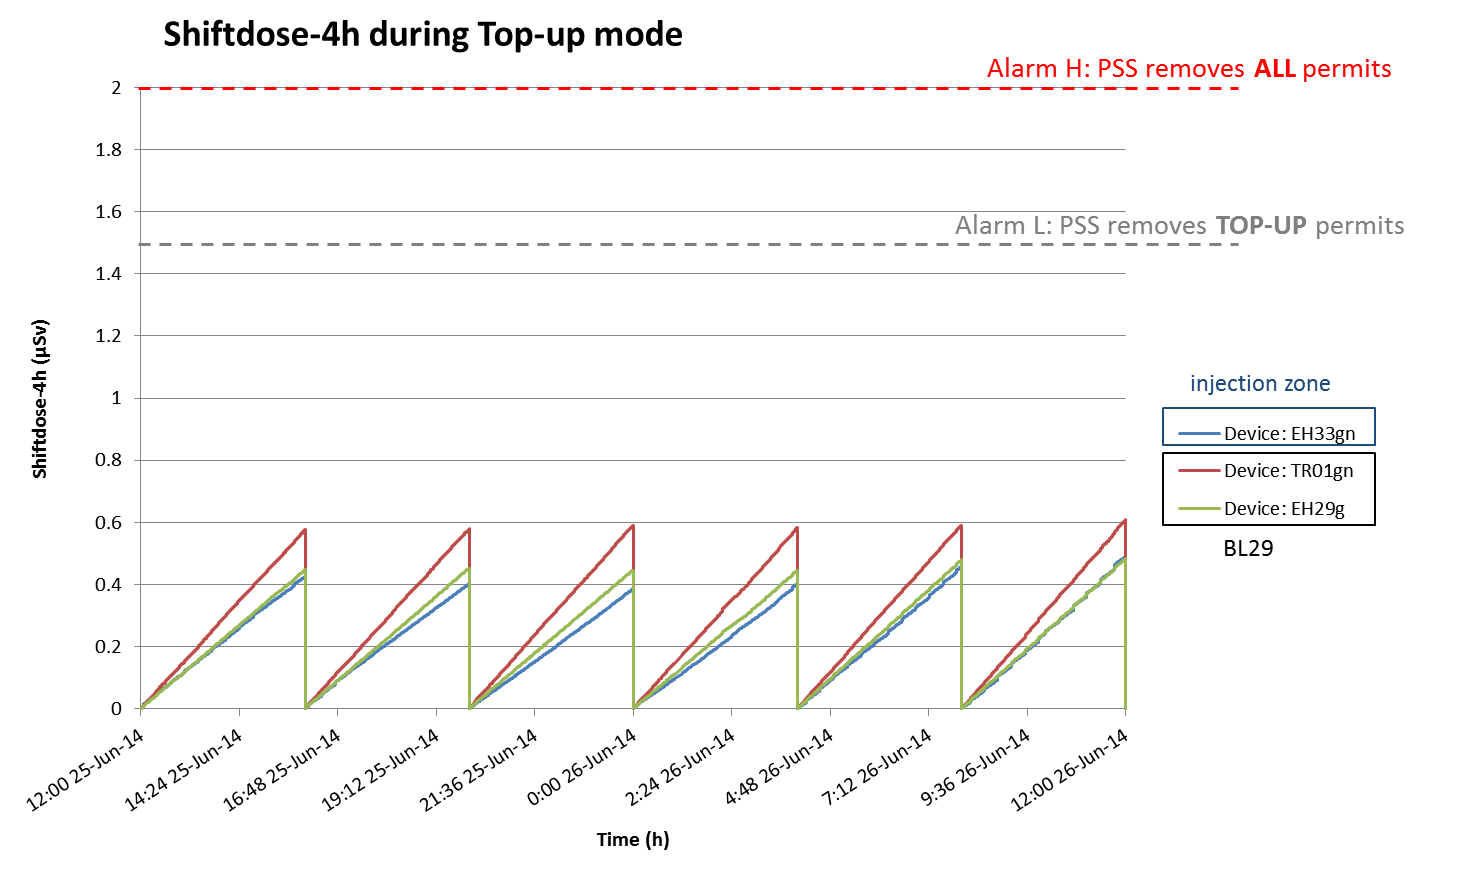 Shiftdose-4h during Top-up mode
Alarm H: PSS removes ALL permits
Alarm L: PSS removes TOP-UP permits
2
1.8
1.6
1.4
1.2
1
0.8
0.6
0.4
0.2
0
Shiftdose-4h (µSv)
12:00 25-Jun-14
14:24 25-Jun-14
16:48 25-Jun-14
19:12 25-Jun-14
21:36 25-Jun-14
0:00 26-Jun-14
2:24 26-Jun-14
4:48 26-Jun-14
7:12 26-Jun-14
9:36 26-Jun-14
12:00 26-Jun-14
Time (h)
injection zone
Device: EH33gn
Device: TR01gn
Device: EH29g
BL29